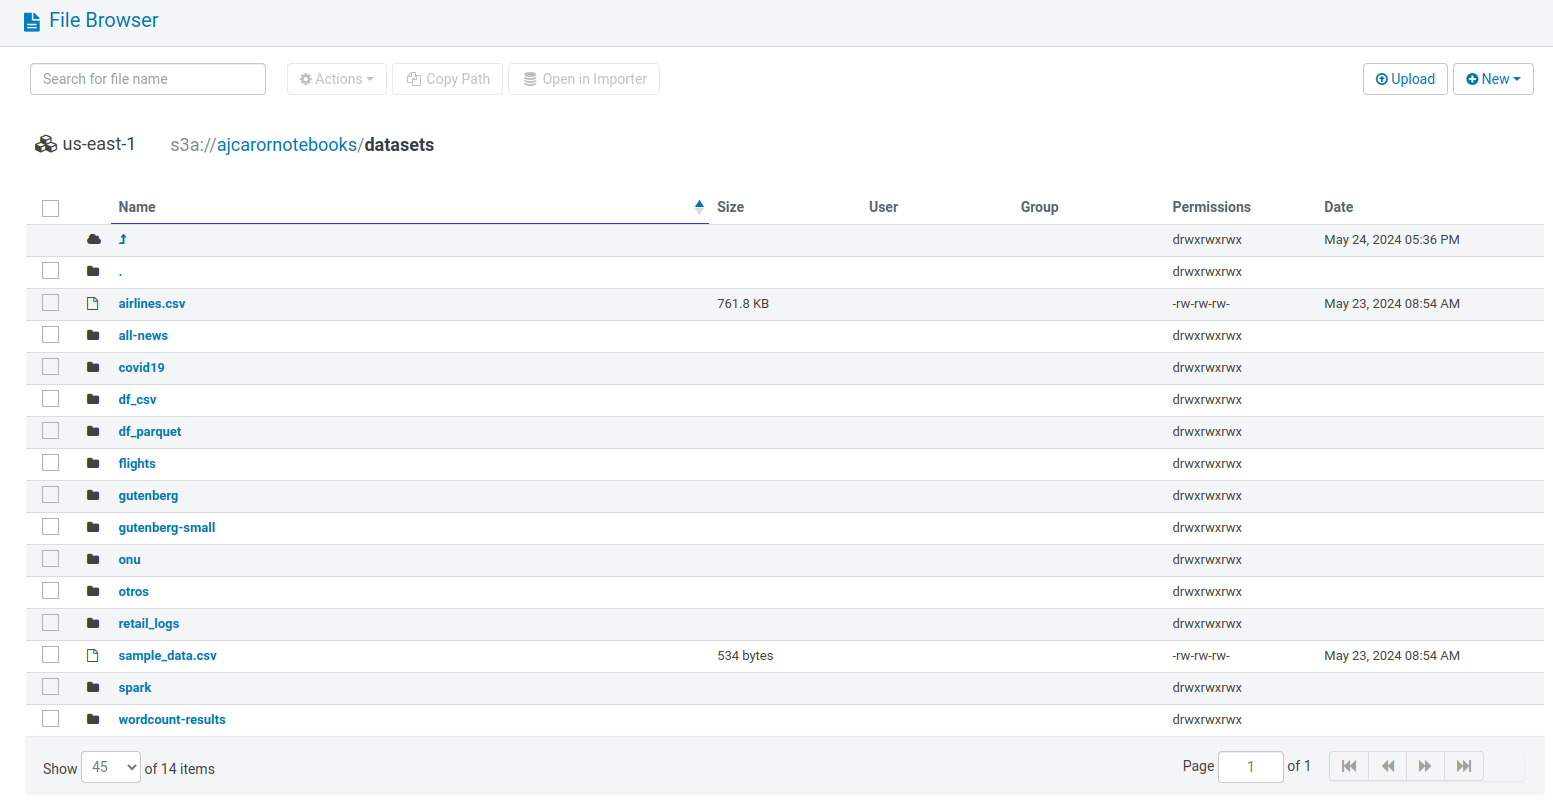 File Browser
Search for file name Actions Copy Path Open in Importer Upload New
us-east-1 s3a://ajcarornotebooks/datasets
Name Size User Group Permissions Date
drwxrwxrwx May 24, 2024 05:36 PM
. drwxrwxrwx
airlines.csv 761.8 KB -rw-rw-rw- May 23, 2024 08:54 AM
all-news drwxrwxrwx
covid19 drwxrwxrwx
df_csv drwxrwxrwx
df_parquet drwxrwxrwx
flights drwxrwxrwx
gutenberg drwxrwxrwx
gutenberg-small drwxrwxrwx
onu drwxrwxrwx
otros drwxrwxrwx
retail_logs drwxrwxrwx
sample_data.csv 534 bytes -rw-rw-rw- May 23, 2024 08:54 AM
spark drwxrwxrwx
wordcount-results drwxrwxrwx
Show 45 of 14 items Page 1 of 1